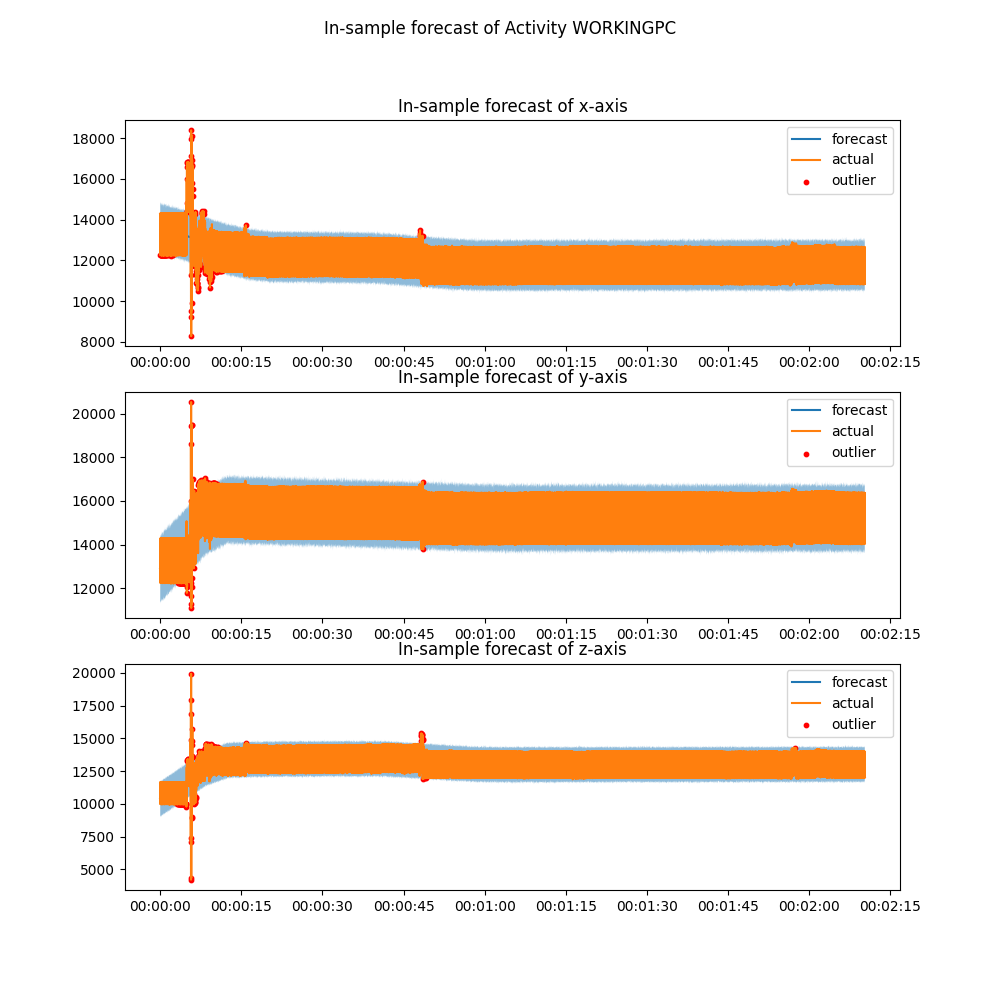 In-sample forecast of Activity WORKINGPC
In-sample forecast of x-axis
18000
16000
14000
12000
10000
8000
forecast
actual
outlier
00:00:00 00:00:15 00:00:30 00:00:45 00:01:00 00:01:15 00:01:30 00:01:45 00:02:00 00:02:15
In-sample forecast of y-axis
20000
18000
16000
14000
12000
forecast
actual
outlier
00:00:00 00:00:15 00:00:30 00:00:45 00:01:00 00:01:15 00:01:30 00:01:45 00:02:00 00:02:15
In-sample forecast of z-axis
20000
17500
15000
12500
10000
7500
5000
forecast
actual
outlier
00:00:00 00:00:15 00:00:30 00:00:45 00:01:00 00:01:15 00:01:30 00:01:45 00:02:00 00:02:15